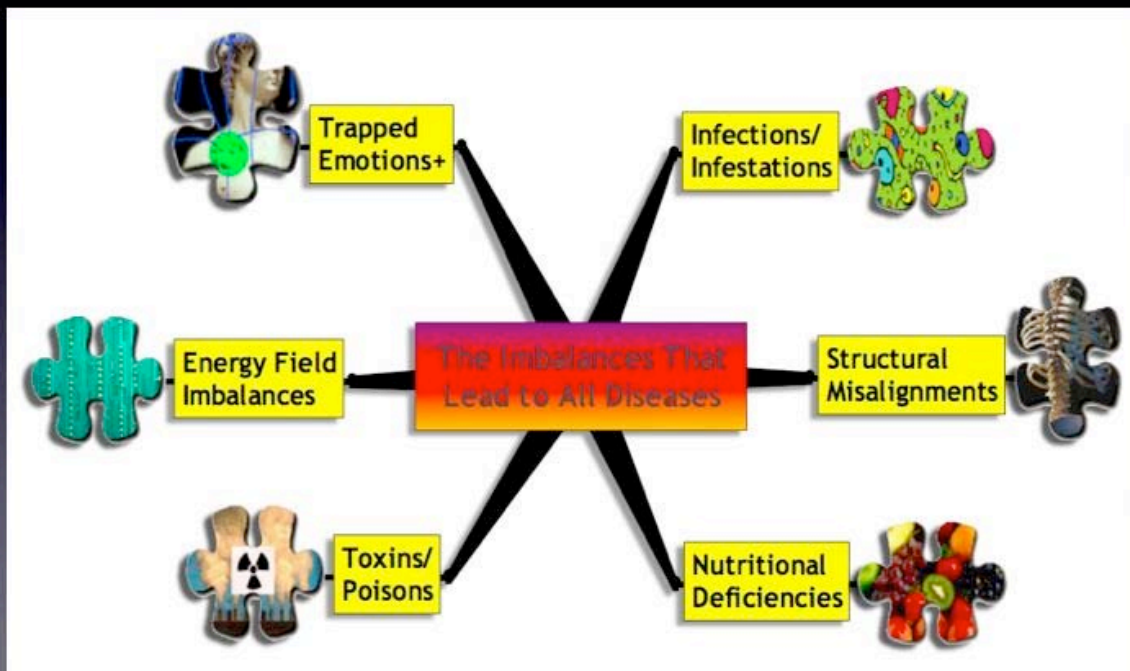 Trapped
Emotions+
Infections/
Infestations
Energy Field
Imbalances
The Imbalances That
Lead to All Diseases
Structural
Misalignments
Toxins/
Poisons
Nutritional
Deficiencies